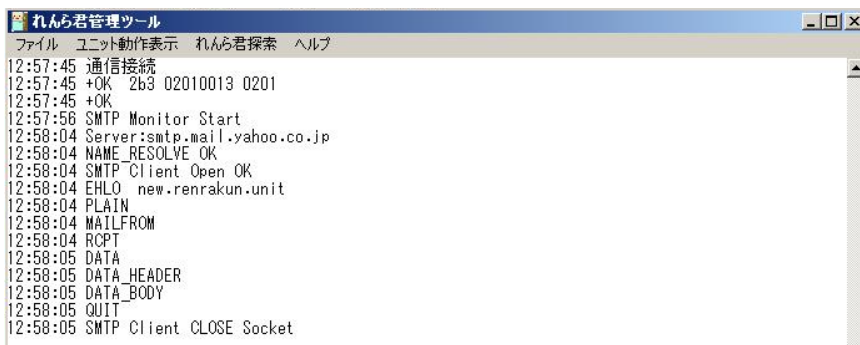 れんら君管理ツール
ファイル ユニット動作表示 れんら君探索 ヘルプ
12:57:45 通信接続
12:57:45 +OK 2b3 02010013 0201
12:57:45 +OK
12:57:56 SMTP Monitor Start
12:58:04 Server:smtp.mail.yahoo.co.jp
12:58:04 NAME_RESOLVE OK
12:58:04 SMTP Client Open OK
12:58:04 EHLO new.renrakun.unit
12:58:04 PLAIN
12:58:04 MAILFROM
12:58:04 RCPT
12:58:05 DATA
12:58:05 DATA_HEADER
12:58:05 DATA_BODY
12:58:05 QUIT
12:58:05 SMTP Client CLOSE Socket